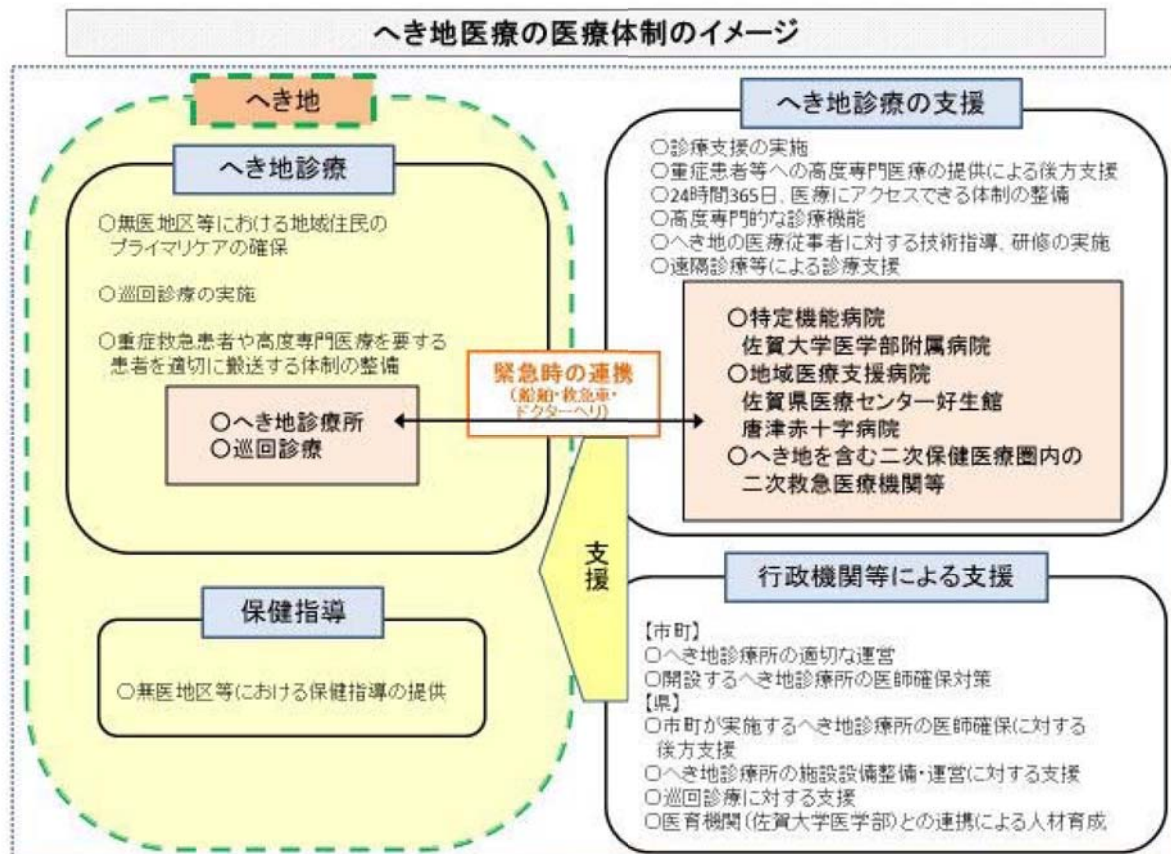 へき地医療の医療体制のイメージ
へき地
へき地診療
○無医地区等における地域住民の
プライマリケアの確保
○巡回診療の実施
○重症救急患者や高度専門医療を要する
患者を適切に搬送する体制の整備
○へき地診療所
○巡回診療
保健指導
○無医地区等における保健指導の提供
緊急時の連携
(船舶・救急車・
ドクターヘリ)
支援
へき地診療の支援
○診療支援の実施
○重症患者等への高度専門医療の提供による後方支援
○24時間365日、医療にアクセスできる体制の整備
○高度専門的な診療機能
○へき地の医療従事者に対する技術指導、研修の実施
○遠隔診療等による診療支援
○特定機能病院
佐賀大学医学部附属病院
○地域医療支援病院
佐賀県医療センター好生館
唐津赤十字病院
○へき地を含む二次保健医療圏内の
二次救急医療機関等
行政機関等による支援
【市町】
○へき地診療所の適切な運営
○開設するへき地診療所の医師確保対策
【県】
○市町が実施するへき地診療所の医師確保に対する
後方支援
○へき地診療所の施設設備整備・運営に対する支援
○巡回診療に対する支援
○医育機関(佐賀大学医学部)との連携による人材育成